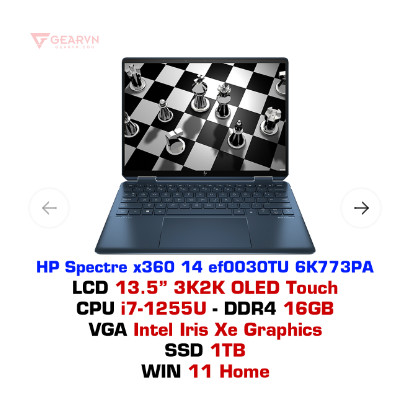 GEARVN
HP Spectre x360 14 ef0030TU 6K773PA
LCD 13.5” 3K2K OLED Touch
CPU i7-1255U - DDR4 16GB
VGA Intel Iris Xe Graphics
SSD 1TB
WIN 11 Home